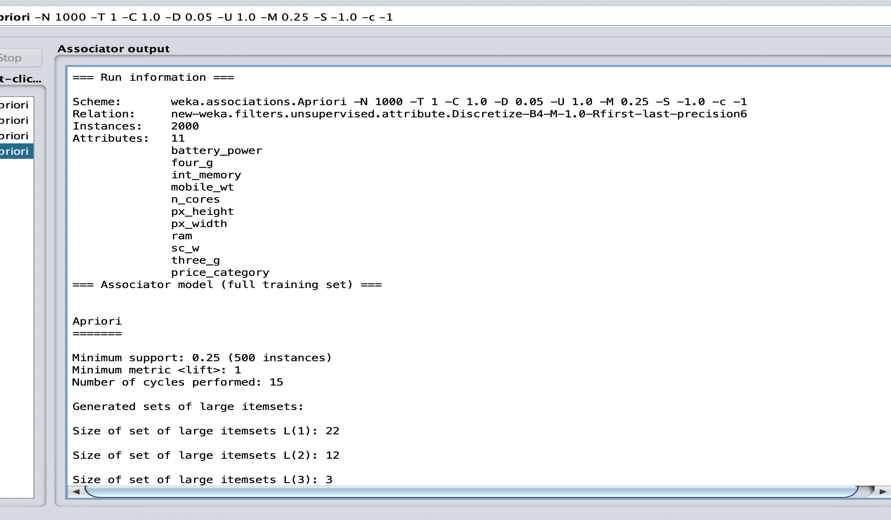 priori −N 1000 −T 1 −C 1.0 −D 0.05 −U 1.0 −M 0.25 −S −1.0 −c −1
Stop
Associator output
t−clic...
priori
priori
priori
priori
=== Run information ===
Scheme: weka.associations.Apriori −N 1000 −T 1 −C 1.0 −D 0.05 −U 1.0 −M 0.25 −S −1.0 −c −1
Relation: new−weka.filters.unsupervised.attribute.Discretize−B4−M−1.0−Rfirst−last−precision6
Instances: 2000
Attributes: 11
battery_power
four_g
int_memory
mobile_wt
n_cores
px_height
px_width
ram
sc_w
three_g
price_category
=== Associator model (full training set) ===
Apriori
=======
Minimum support: 0.25 (500 instances)
Minimum metric <lift>: 1
Number of cycles performed: 15
Generated sets of large itemsets:
Size of set of large itemsets L(1): 22
Size of set of large itemsets L(2): 12
Size of set of large itemsets L(3): 3